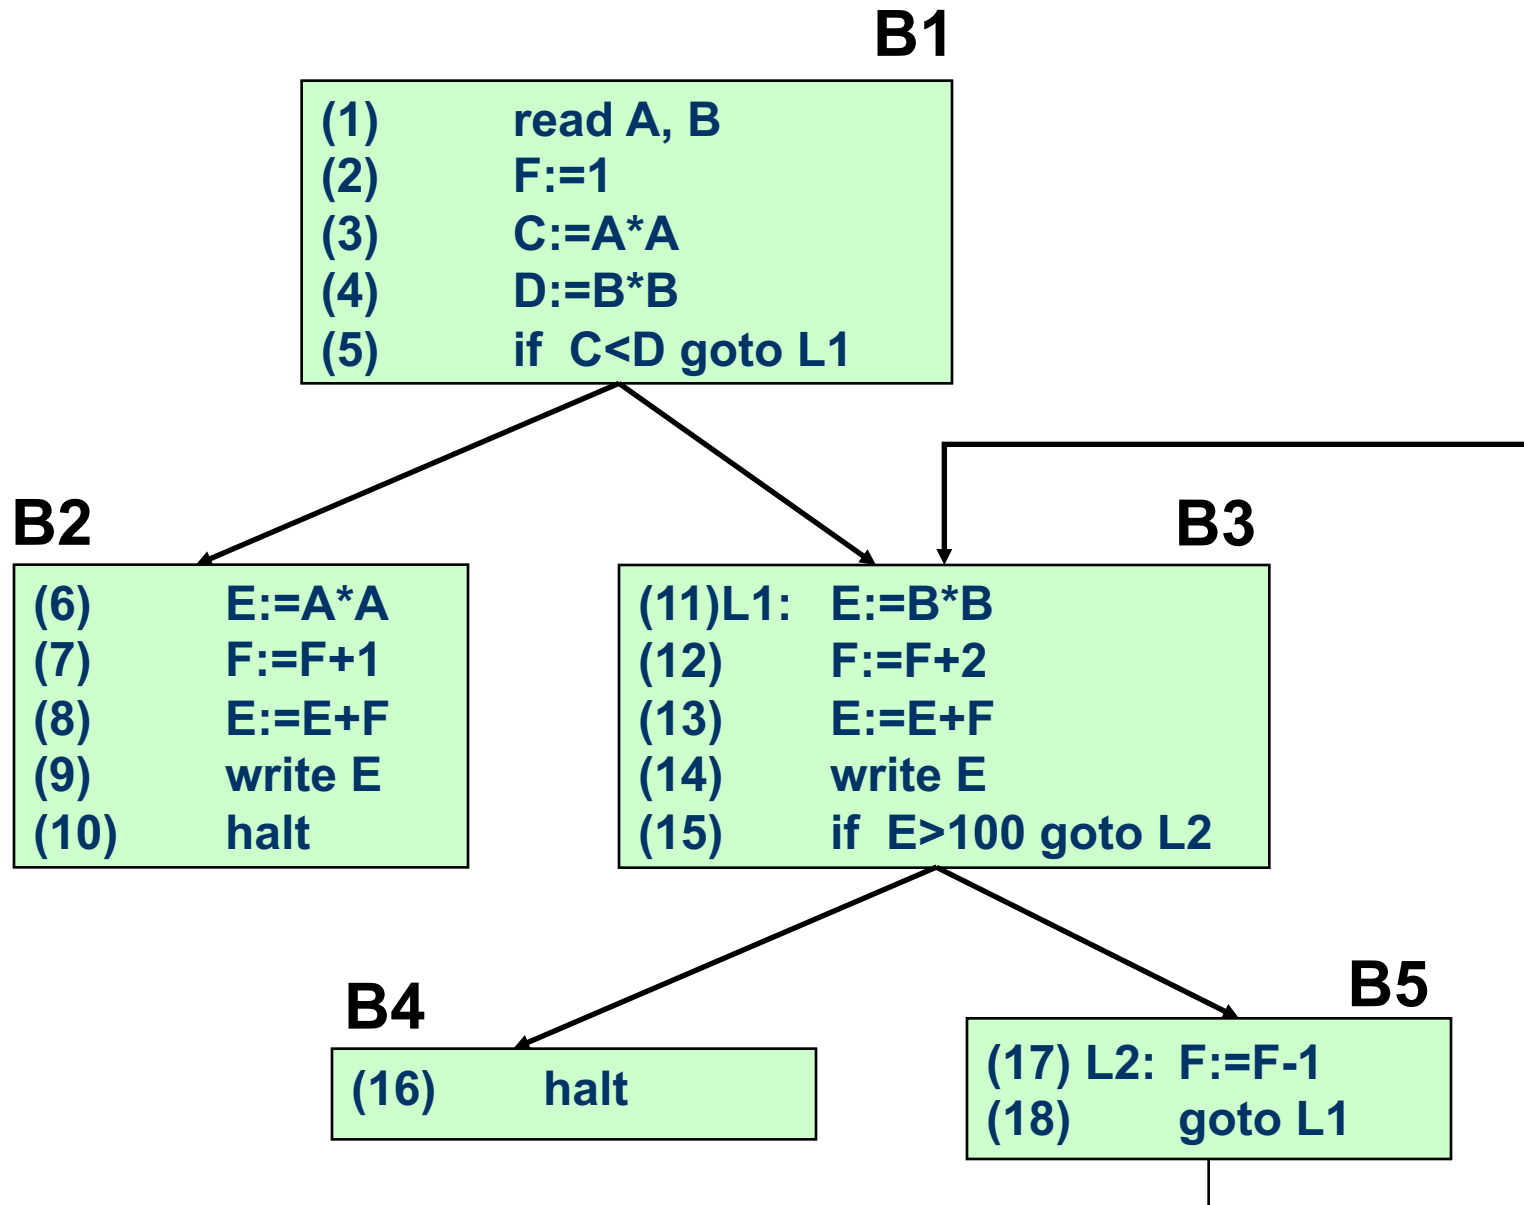 B1
(1) read A, B
(2) F:=1
(3) C:=A*A
(4) D:=B*B
(5) if C<D goto L1
B2
(6) E:=A*A
(7) F:=F+1
(8) E:=E+F
(9) write E
(10) halt
B3
(11)L1: E:=B*B
(12) F:=F+2
(13) E:=E+F
(14) write E
(15) if E>100 goto L2
B4
(16) halt
B5
(17) L2: F:=F-1
(18) goto L1